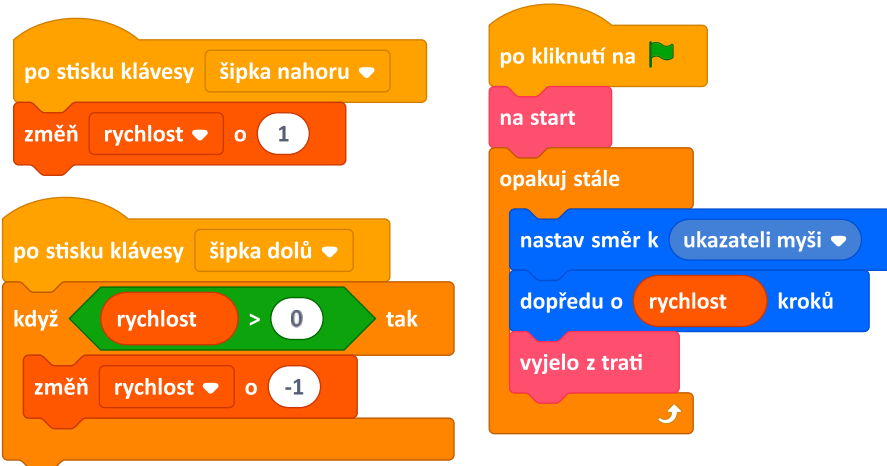 po stisku klávesy šipka nahoru
změň rychlost o 1
po stisku klávesy šipka dolů
když rychlost > 0 tak
změň rychlost o -1
po kliknutí na
na start
opakuj stále
nastav směr k ukazateli myši
dopředu o rychlost kroků
vyjelo z trati